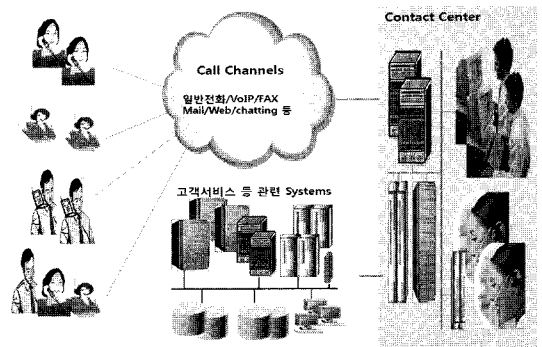 Contact Center
Call Channels
일반전화/VoIP/FAX
Mail/Web/chatting 등
고객서비스 등 관련 Systems